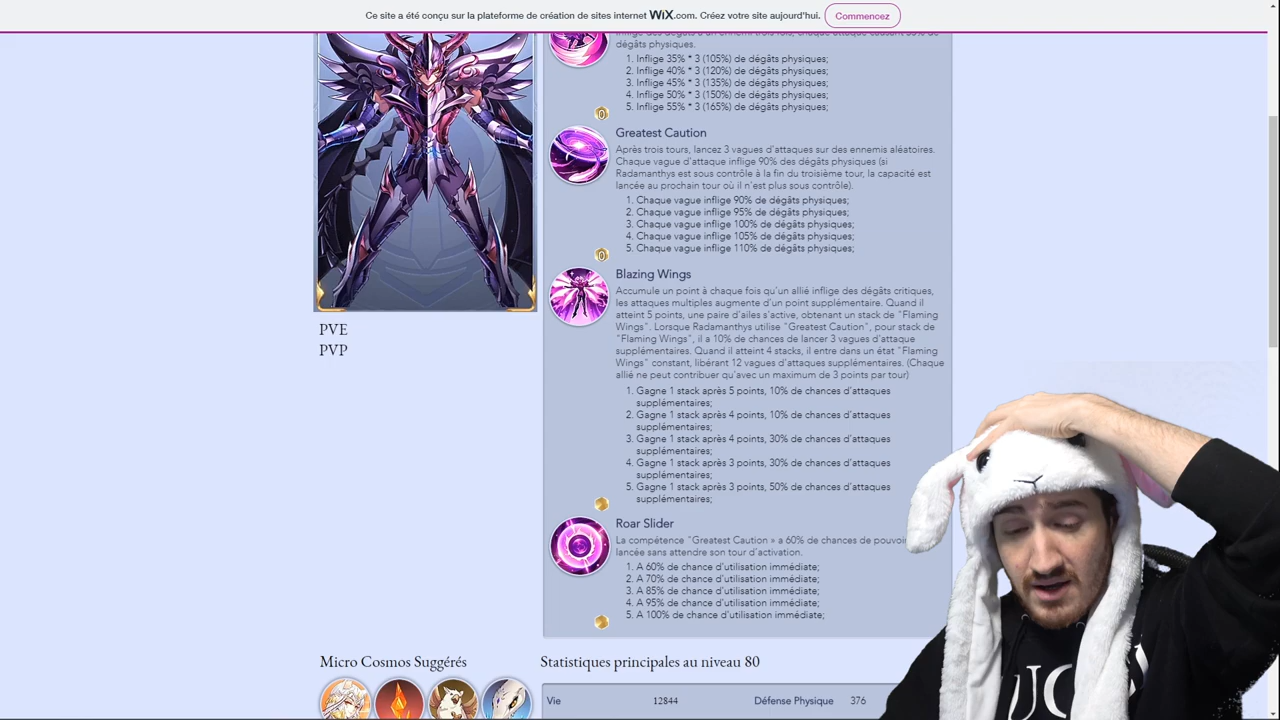 Ce site a été conçu sur la plateforme de création de sites internet WiX.com. Créez votre site aujourd'hui. Commencez
dégâts physiques.
1. Inflige 35% * 3 (105%) de dégâts physiques;
2. Inflige 40% * 3 (120%) de dégâts physiques;
3. Inflige 45% * 3 (135%) de dégâts physiques;
4. Inflige 50% * 3 (150%) de dégâts physiques;
5. Inflige 55% * 3 (165%) de dégâts physiques;
0
Greatest Caution
Après trois tours, lancez 3 vagues d'attaques sur des ennemis aléatoires.
Chaque vague d'attaque inflige 90% des dégâts physiques (si
Radamanthys est sous contrôle à la fin du troisième tour, la capacité est
lancée au prochain tour où il n'est plus sous contrôle).
1. Chaque vague inflige 90% de dégâts physiques;
2. Chaque vague inflige 95% de dégâts physiques;
3. Chaque vague inflige 100% de dégâts physiques;
4. Chaque vague inflige 105% de dégâts physiques;
5. Chaque vague inflige 110% de dégâts physiques;
0
Blazing Wings
Accumule un point à chaque fois qu'un allié inflige des dégâts critiques,
les attaques multiples augmente d'un point supplémentaire. Quand il
atteint 5 points, une paire d'ailes s'active, obtenant un stack de "Flaming
Wings". Lorsque Radamanthys utilise "Greatest Caution", pour stack de
"Flaming Wings", il a 10% de chances de lancer 3 vagues d'attaque
supplémentaires. Quand il atteint 4 stacks, il entre dans un état "Flaming
Wings" constant, libérant 12 vagues d'attaques supplémentaires. (Chaque
allié ne peut contribuer qu'avec un maximum de 3 points par tour)
1. Gagne 1 stack après 5 points, 10% de chances d'attaques
supplémentaires;
2. Gagne 1 stack après 4 points, 10% de chances d'attaques
supplémentaires;
3. Gagne 1 stack après 4 points, 30% de chances d'attaques
supplémentaires;
4. Gagne 1 stack après 3 points, 30% de chances d'attaques
supplémentaires;
5. Gagne 1 stack après 3 points, 50% de chances d'attaques
supplémentaires;
Roar Slider
La compétence "Greatest Caution » a 60% de chances de pouvoir
lancée sans attendre son tour d'activation.
1. A 60% de chance d'utilisation immédiate;
2. A 70% de chance d'utilisation immédiate;
3. A 85% de chance d'utilisation immédiate;
4. A 95% de chance d'utilisation immédiate;
5. A 100% de chance d'utilisation immédiate;
PVE
PVP
Micro Cosmos Suggérés
Statistiques principales au niveau 80
Vie 12844 Défense Physique 376